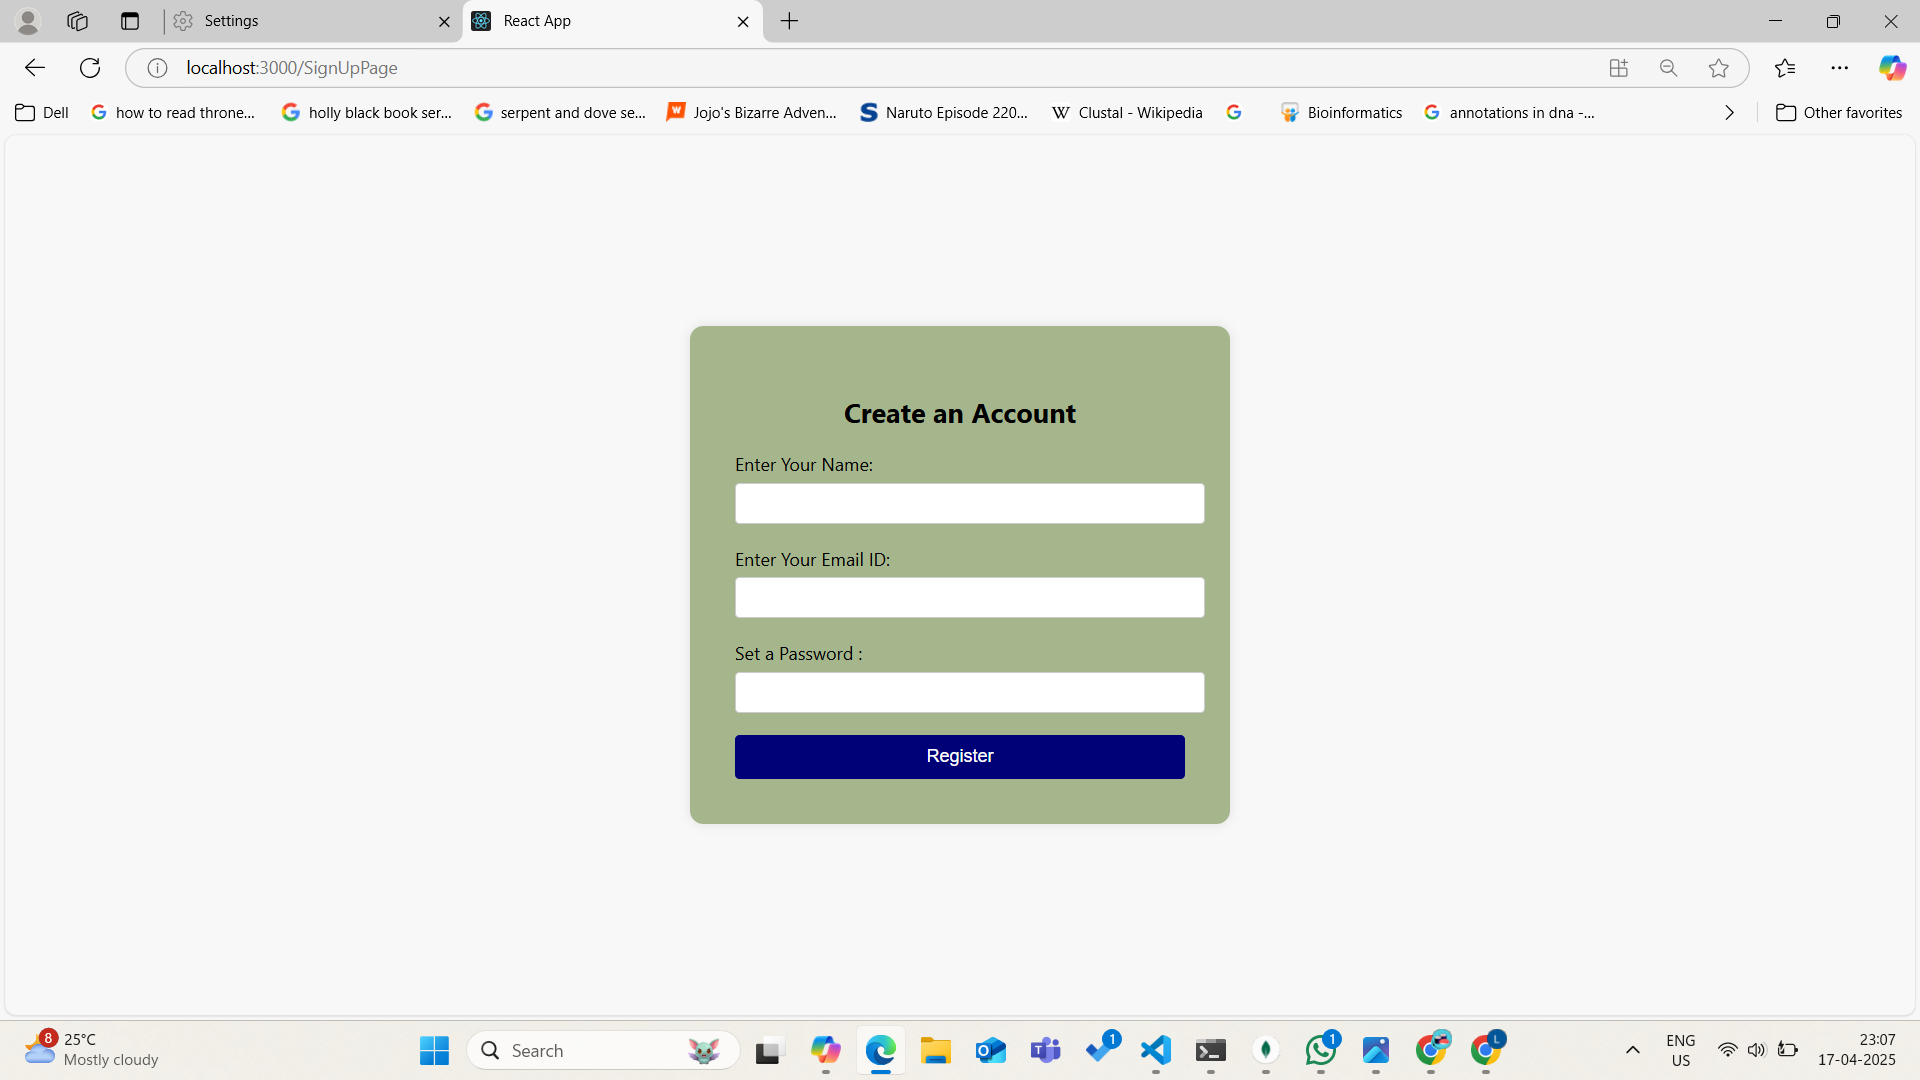 Settings
React App
localhost:3000/SignUpPage
Dell
how to read throne...
holly black book ser...
serpent and dove se...
Jojo's Bizarre Adven...
Naruto Episode 220...
Clustal - Wikipedia
Bioinformatics
annotations in dna -...
Other favorites
Create an Account
Enter Your Name:
Enter Your Email ID:
Set a Password :
Register
8
25°C
Mostly cloudy
Search
1
1
L
ENG
US
23:07
17-04-2025